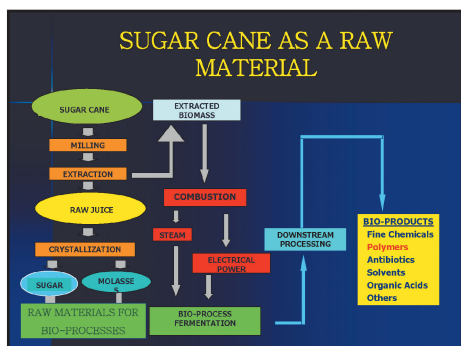 SUGAR CANE AS A RAW
MATERIAL
SUGAR CANE
EXTRACTED
BIOMASS
MILLING
EXTRACTION
COMBUSTION
RAW JUICE
STEAM
DOWNSTREAM
PROCESSING
BIO-PRODUCTS
Fine Chemicals
Polymers
Antibiotics
Solvents
Organic Acids
Others
CRYSTALLIZATION
ELECTRICAL
POWER
SUGAR
MOLASSE
S
RAW MATERIALS FOR
BIO-PROCESSES
BIO-PROCESS
FERMENTATION